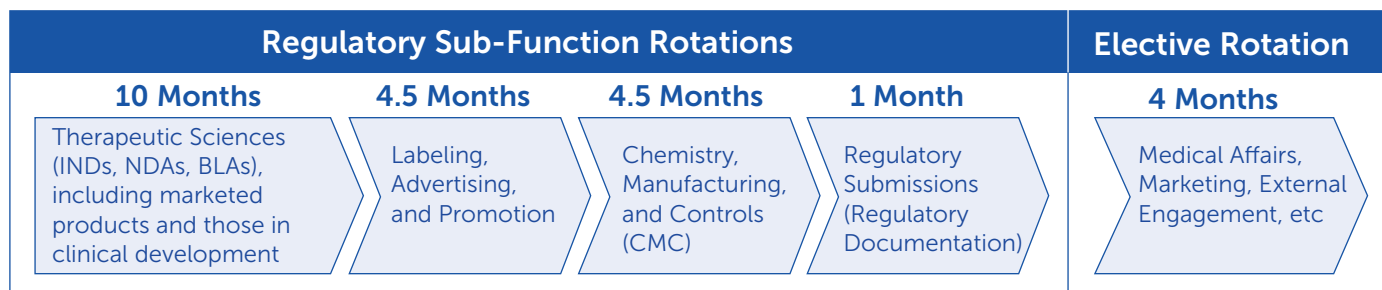 Regulatory Sub-Function Rotations
Elective Rotation
10 Months
Therapeutic Sciences
(INDs, NDAs, BLAs),
including marketed
products and those in
clinical development
4.5 Months
Labeling,
Advertising,
and Promotion
4.5 Months
Chemistry,
Manufacturing,
and Controls
(CMC)
1 Month
Regulatory
Submissions
(Regulatory
Documentation)
4 Months
Medical Affairs,
Marketing, External
Engagement, etc